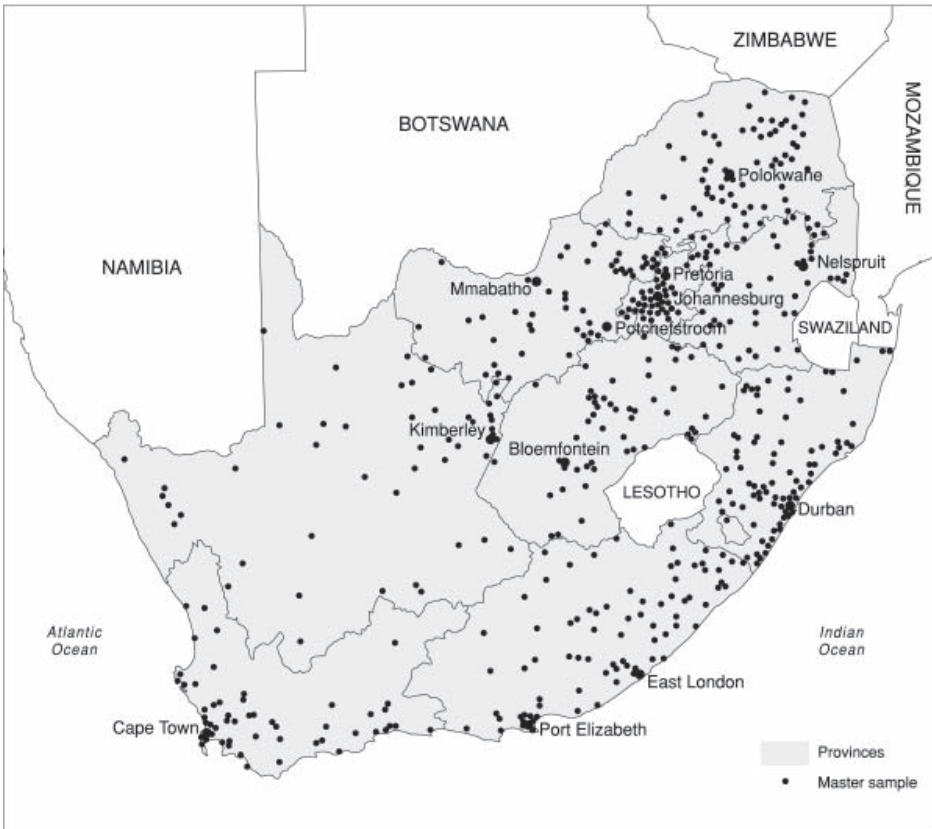 ZIMBABWE
MOZAMBIQUE
BOTSWANA
Polokwane
NAMIBIA
Nelspruit
Pretoria
Mmabatho
Johannesburg
Potchefstroom
SWAZILAND
Kimberley
Bloemfontein
LESOTHO
Durban
Atlantic
Ocean
Indian
Ocean
East London
Cape Town
Port Elizabeth
Provinces
Master sample